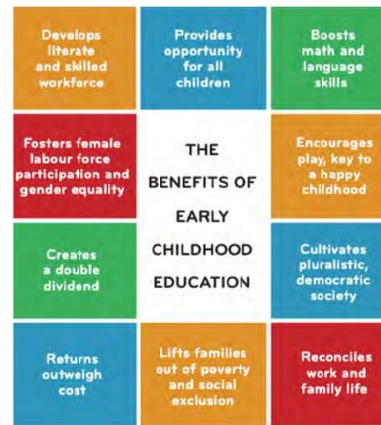 Develops
literate
and skilled
workforce
Provides
opportunity
for all
children
Boosts
math and
language
skills
Fosters female
labour force
participation and
gender equality
THE
BENEFITS OF
EARLY
CHILDHOOD
EDUCATION
Encourages
play, key to
a happy
childhood
Creates
a double
dividend
Cultivates
pluralistic,
democratic
society
Returns
outweigh
cost
Lifts families
out of poverty
and social
exclusion
Reconciles
work and
family life